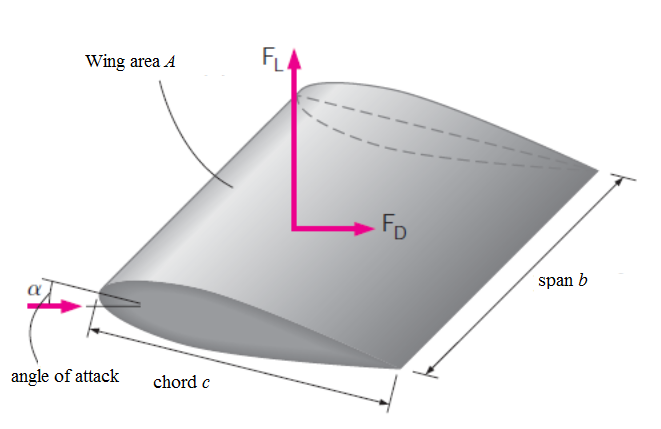 Wing area A
FL
FD
α
span b
angle of attack
chord c